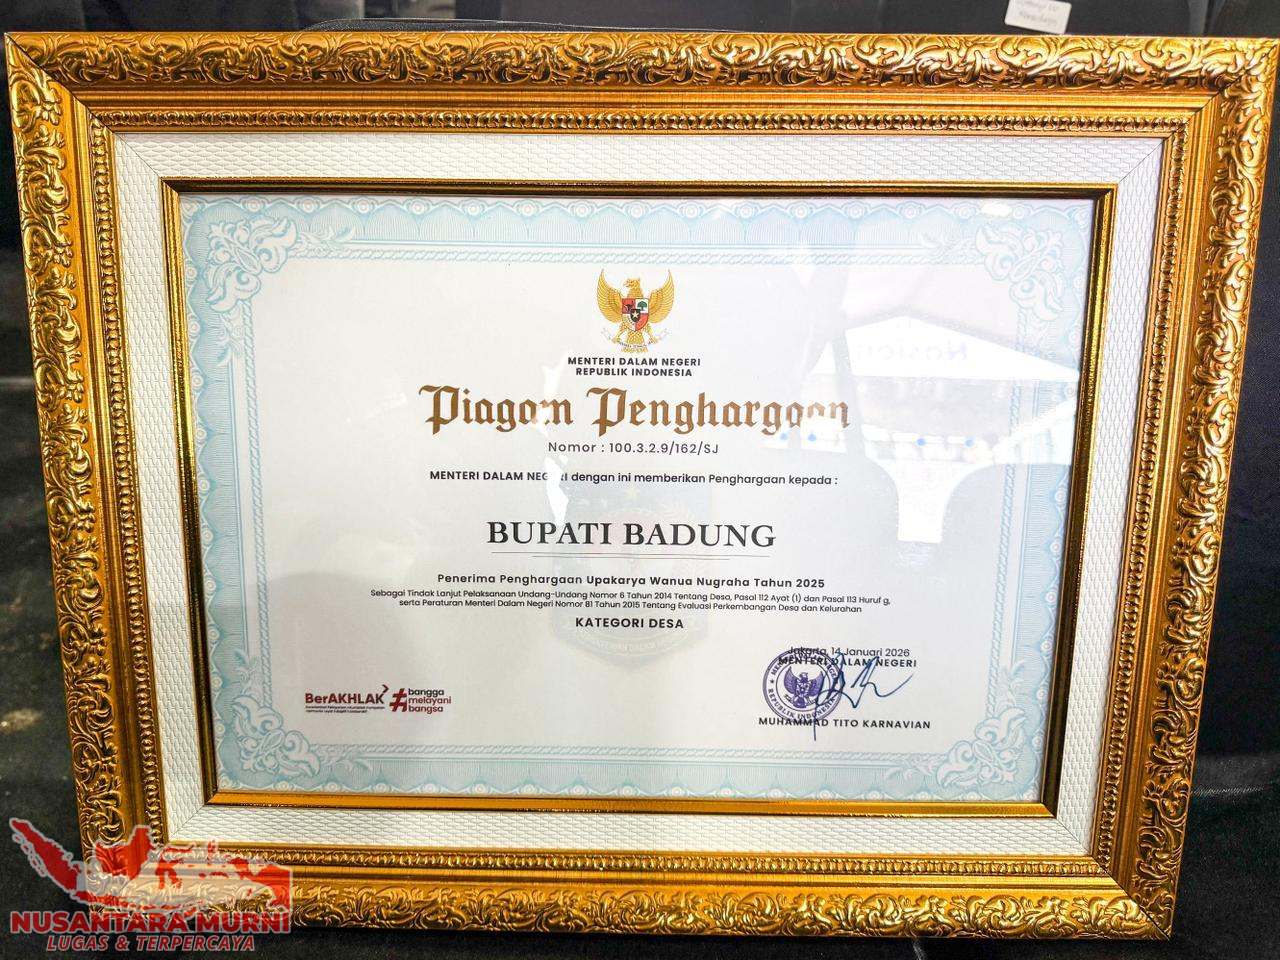 MENTERI DALAM NEGERI
REPUBLIK INDONESIA
Piagam Penghargaan
Nomor : 100.3.2.9/162/SJ
MENTERI DALAM NEGERI dengan ini memberikan Penghargaan kepada :
BUPATI BADUNG
Penerima Penghargaan Upakarya Wanua Nugraha Tahun 2025
Sebagai Tindak Lanjut Pelaksanaan Undang-Undang Nomor 6 Tahun 2014 Tentang Desa, Pasal 112 Ayat (1) dan Pasal 113 Huruf g,
serta Peraturan Menteri Dalam Negeri Nomor 81 Tahun 2015 Tentang Evaluasi Perkembangan Desa dan Kelurahan
KATEGORI DESA
Jakarta, 14 Januari 2026
MENTERI DALAM NEGERI
REPUBLIK INDONESIA
MUHAMMAD TITO KARNAVIAN
BerAKHLAK
#bangga
melayani
bangsa
NUSANTARA MURNI
LUGAS & TERPERCAYA